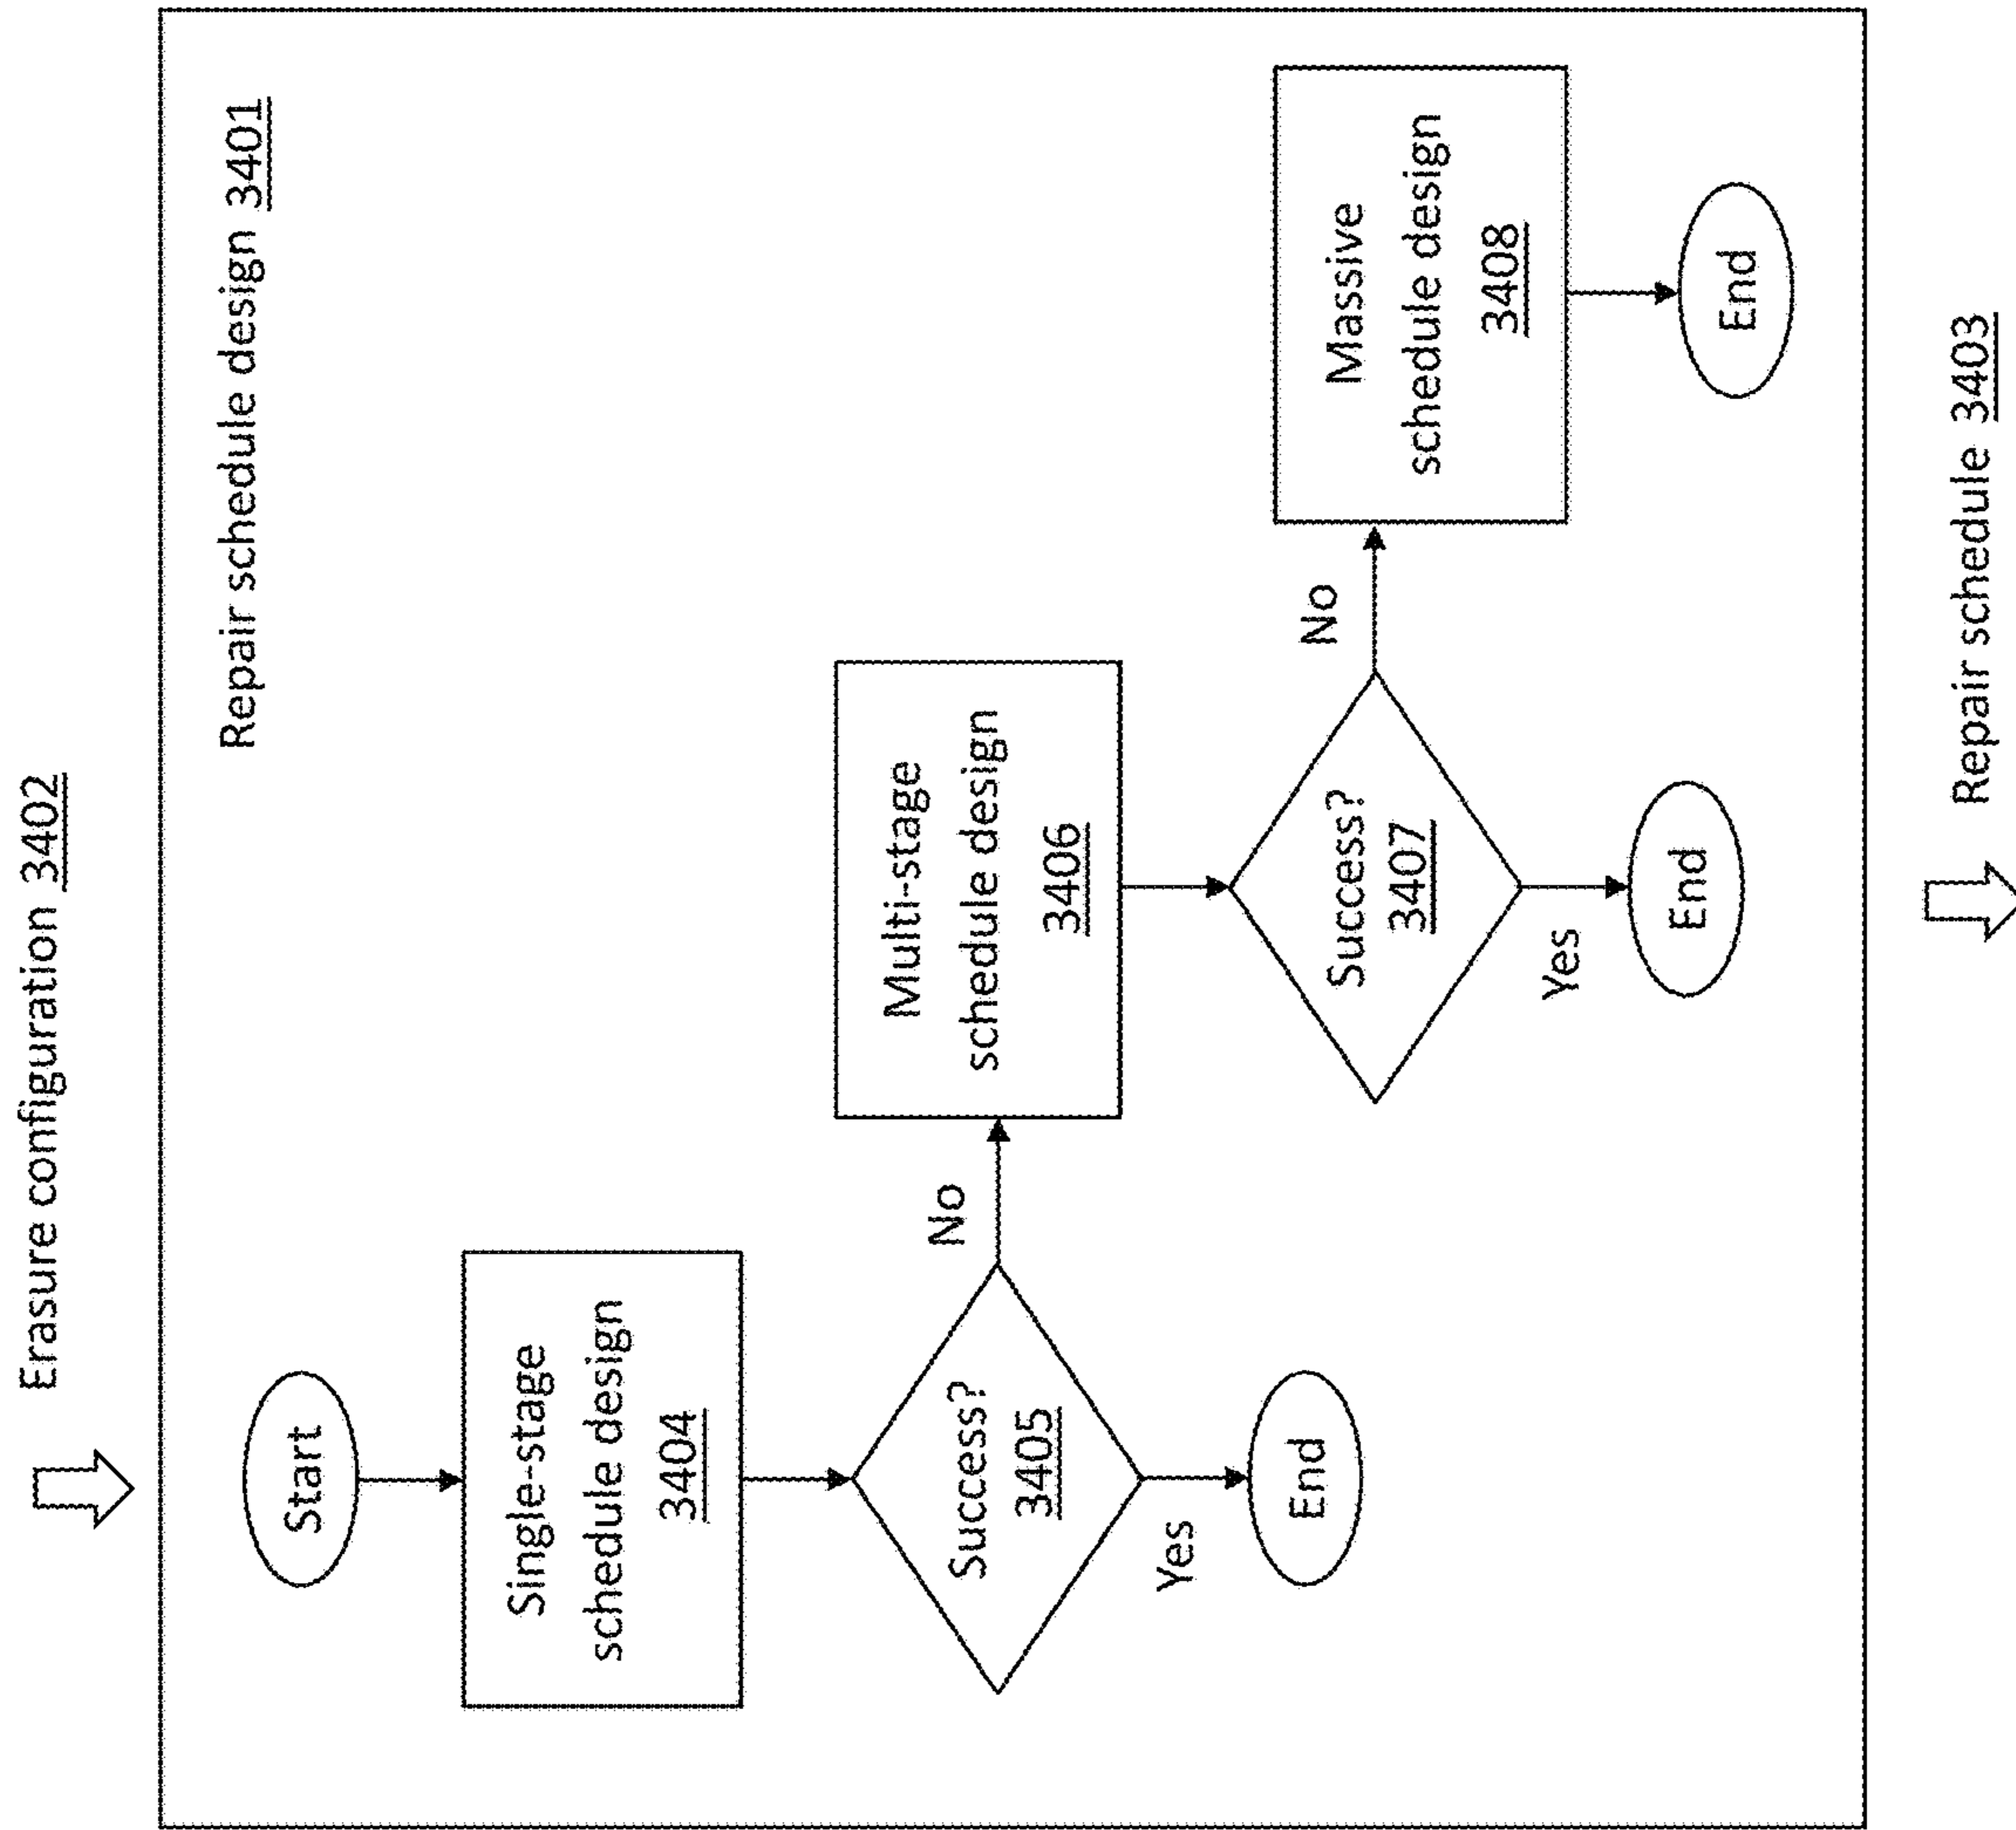 Erasure configuration 3402
Repair schedule design 3401
Start
Single-stage
schedule design
3404
Success?
3405
No
Yes
End
Multi-stage
schedule design
3406
Success?
3407
No
Yes
End
Massive
schedule design
3408
End
Repair schedule 3403